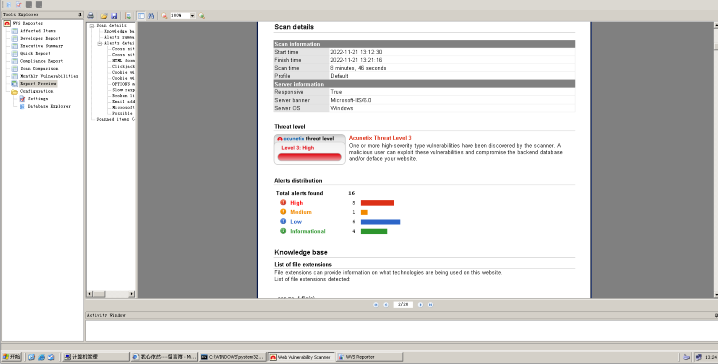 Tools Explorer
WVS Reporter
Affected Items
Developer Report
Executive Summary
Quick Report
Compliance Report
Scan Comparison
Monthly Vulnerabilities
Report Preview
Configuration
Settings
Database Explorer
100%
Scan details
Knowledge ba
Alerts summa
Alerts detai
Cross sit
Cross sit
HTML form
Clickjack
Cookie wi
Cookie wi
OPTIONS m
Slow resp
Broken li
Email add
Microsoft
Possible
Scanned items (
Scan details
Scan information
Start time 2022-11-21 13:12:30
Finish time 2022-11-21 13:21:16
Scan time 8 minutes, 46 seconds
Profile Default
Server information
Responsive True
Server banner Microsoft-IIS/6.0
Server OS Windows
Threat level
acunetix threat level
Level 3: High
Acunetix Threat Level 3
One or more high-severity type vulnerabilities have been discovered by the scanner. A
malicious user can exploit these vulnerabilities and compromise the backend database
and/or deface your website.
Alerts distribution
Total alerts found 16
High 5
Medium 1
Low 6
Informational 4
Knowledge base
List of file extensions
File extensions can provide information on what technologies are being used on this website.
List of file extensions detected:
Activity Window
开始
计算机管理
C:\WINDOWS\system32...
Web Vulnerability Scanner
WVS Reporter
13:24